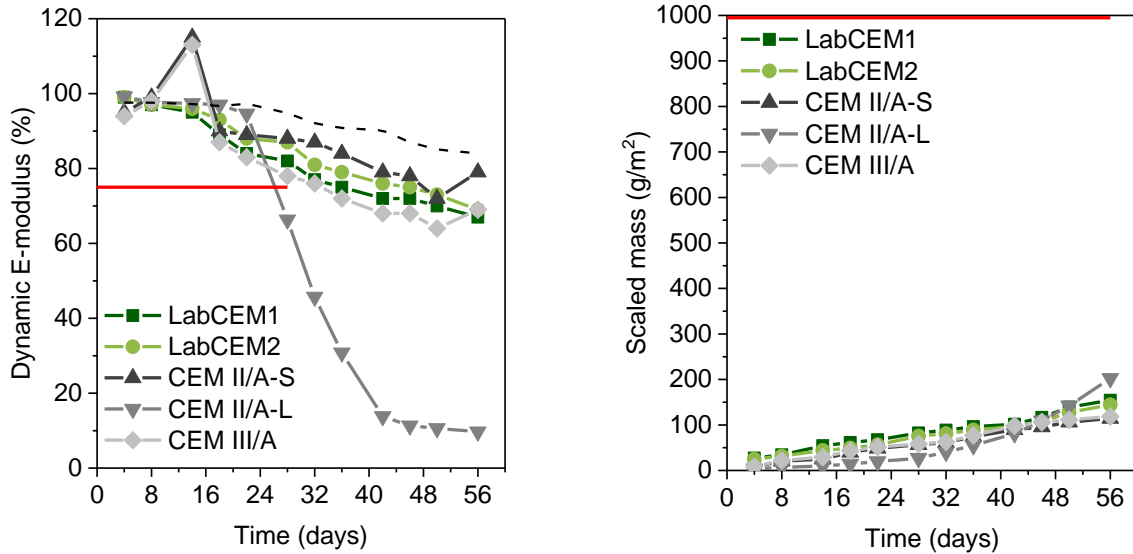 120
100
80
60
40
20
0
Dynamic E-modulus (%)
LabCEM1
LabCEM2
CEM II/A-S
CEM II/A-L
CEM III/A
0 8 16 24 32 40 48 56
Time (days)
1000
900
800
700
600
500
400
300
200
100
0
Scaled mass (g/m²)
LabCEM1
LabCEM2
CEM II/A-S
CEM II/A-L
CEM III/A
0 8 16 24 32 40 48 56
Time (days)